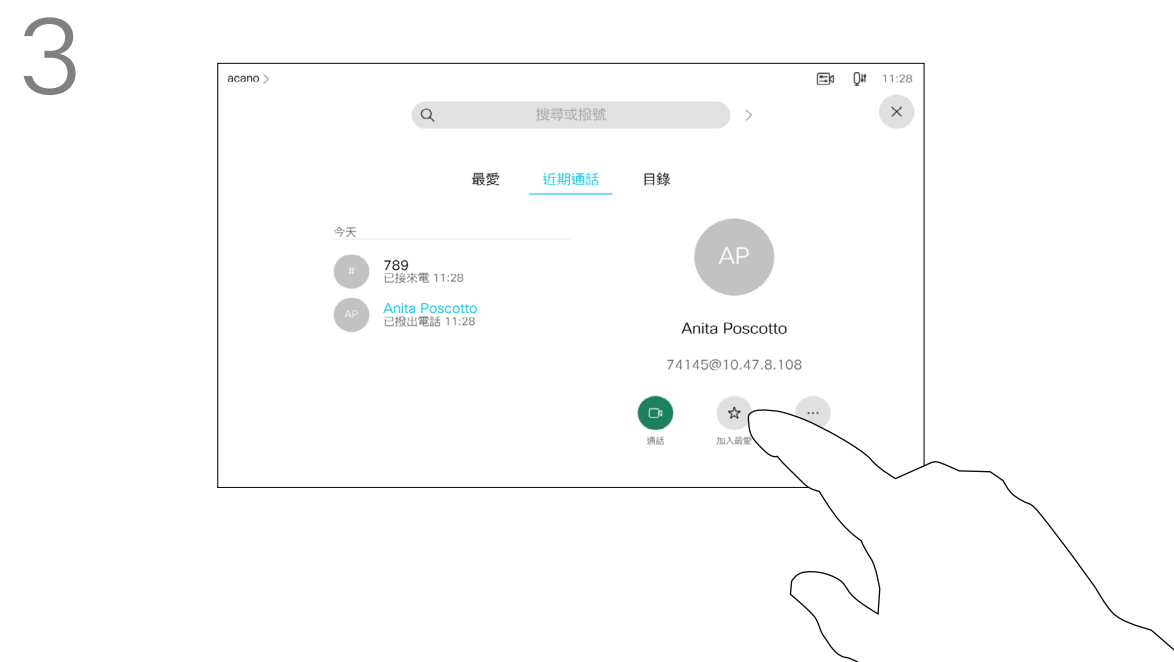 3
acano >
11:28
搜尋或撥號
最愛
近期通話
目錄
今天
#
789
已接來電 11:28
AP
Anita Poscotto
已撥出電話 11:28
AP
Anita Poscotto
74145@10.47.8.108
通話
加入最愛